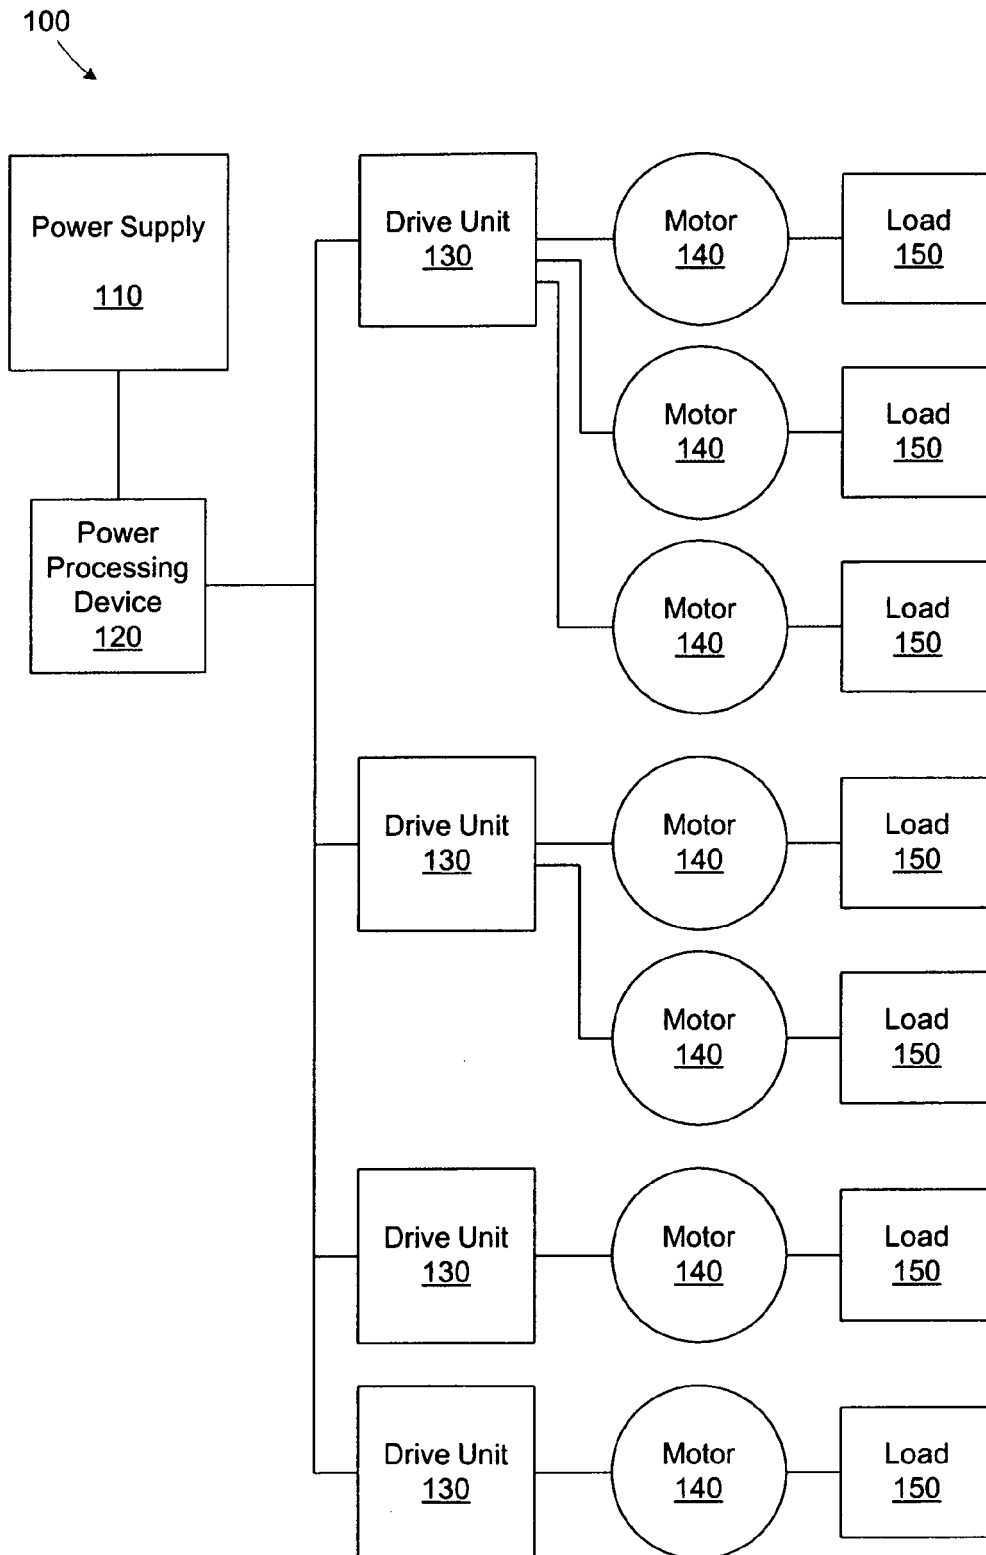 100
Power Supply
110
Power
Processing
Device
120
Drive Unit
130
Motor
140
Load
150
Motor
140
Load
150
Motor
140
Load
150
Drive Unit
130
Motor
140
Load
150
Motor
140
Load
150
Drive Unit
130
Motor
140
Load
150
Drive Unit
130
Motor
140
Load
150